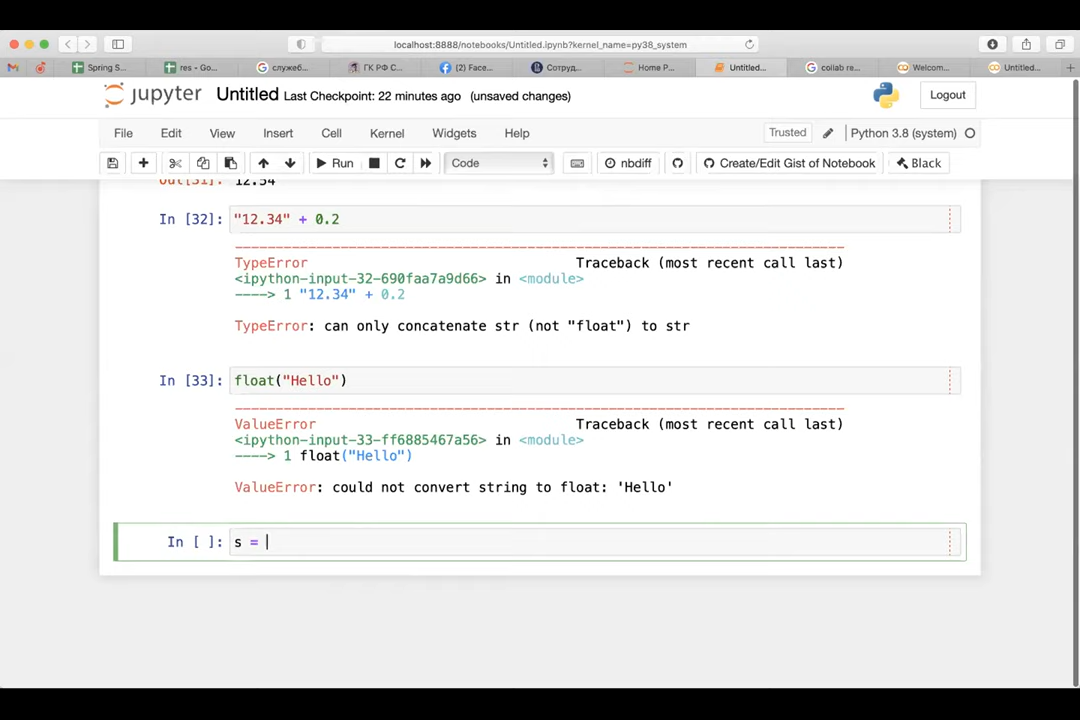 localhost:8888/notebooks/Untitled.ipynb?kernel_name=py38_system
Spring S... res - Go... служеб... ГК РФ С... (2) Face... Сотруд... Home P... Untitled... collab re... Welcom... Untitled...
jupyter Untitled Last Checkpoint: 22 minutes ago (unsaved changes) Logout
File Edit View Insert Cell Kernel Widgets Help Trusted Python 3.8 (system)
Run Code nbdiff Create/Edit Gist of Notebook Black
Out[31]: 12.54
In [32]: "12.34" + 0.2
TypeError Traceback (most recent call last)
<ipython-input-32-690faa7a9d66> in <module>
----> 1 "12.34" + 0.2
TypeError: can only concatenate str (not "float") to str
In [33]: float("Hello")
ValueError Traceback (most recent call last)
<ipython-input-33-ff6885467a56> in <module>
----> 1 float("Hello")
ValueError: could not convert string to float: 'Hello'
In [ ]: s =